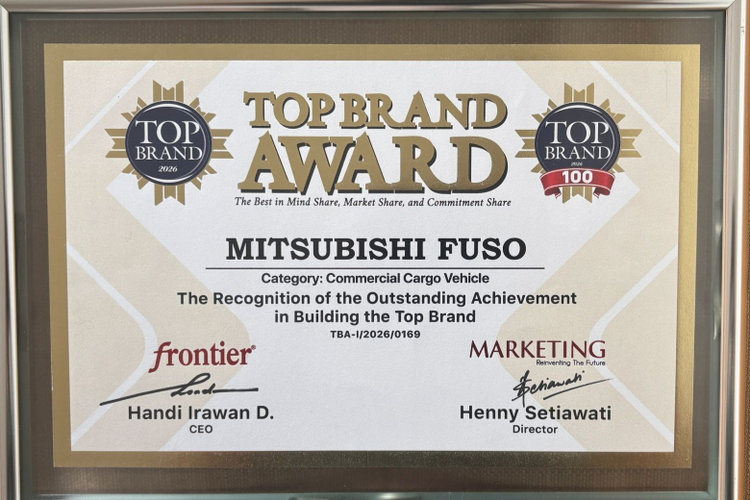 TOP BRAND
AWARD
TOP
BRAND
2026
TOP
BRAND
2026
100
The Best in Mind Share, Market Share, and Commitment Share
MITSUBISHI FUSO
Category: Commercial Cargo Vehicle
The Recognition of the Outstanding Achievement
in Building the Top Brand
TBA-I/2026/0169
frontier®
MARKETING
Reinventing The Future
Setiawati
Handi Irawan D.
Henny Setiawati
CEO
Director